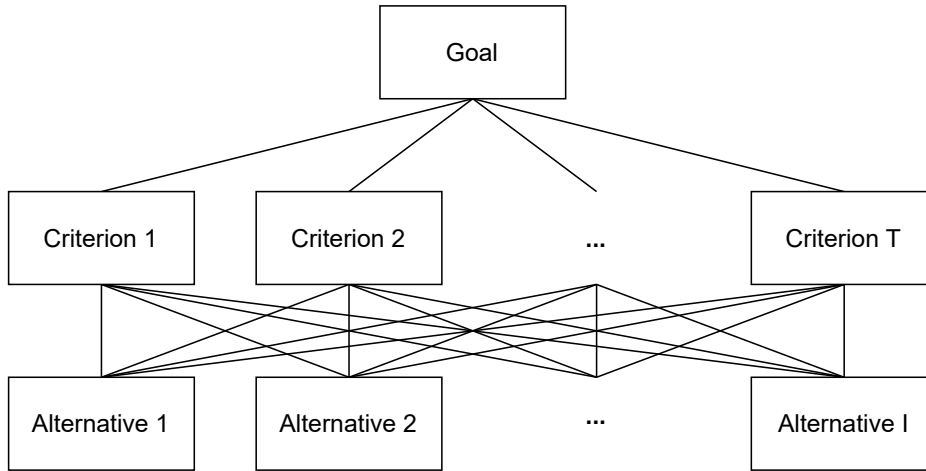 Goal
Criterion 1
Criterion 2
...
Criterion T
Alternative 1
Alternative 2
...
Alternative I